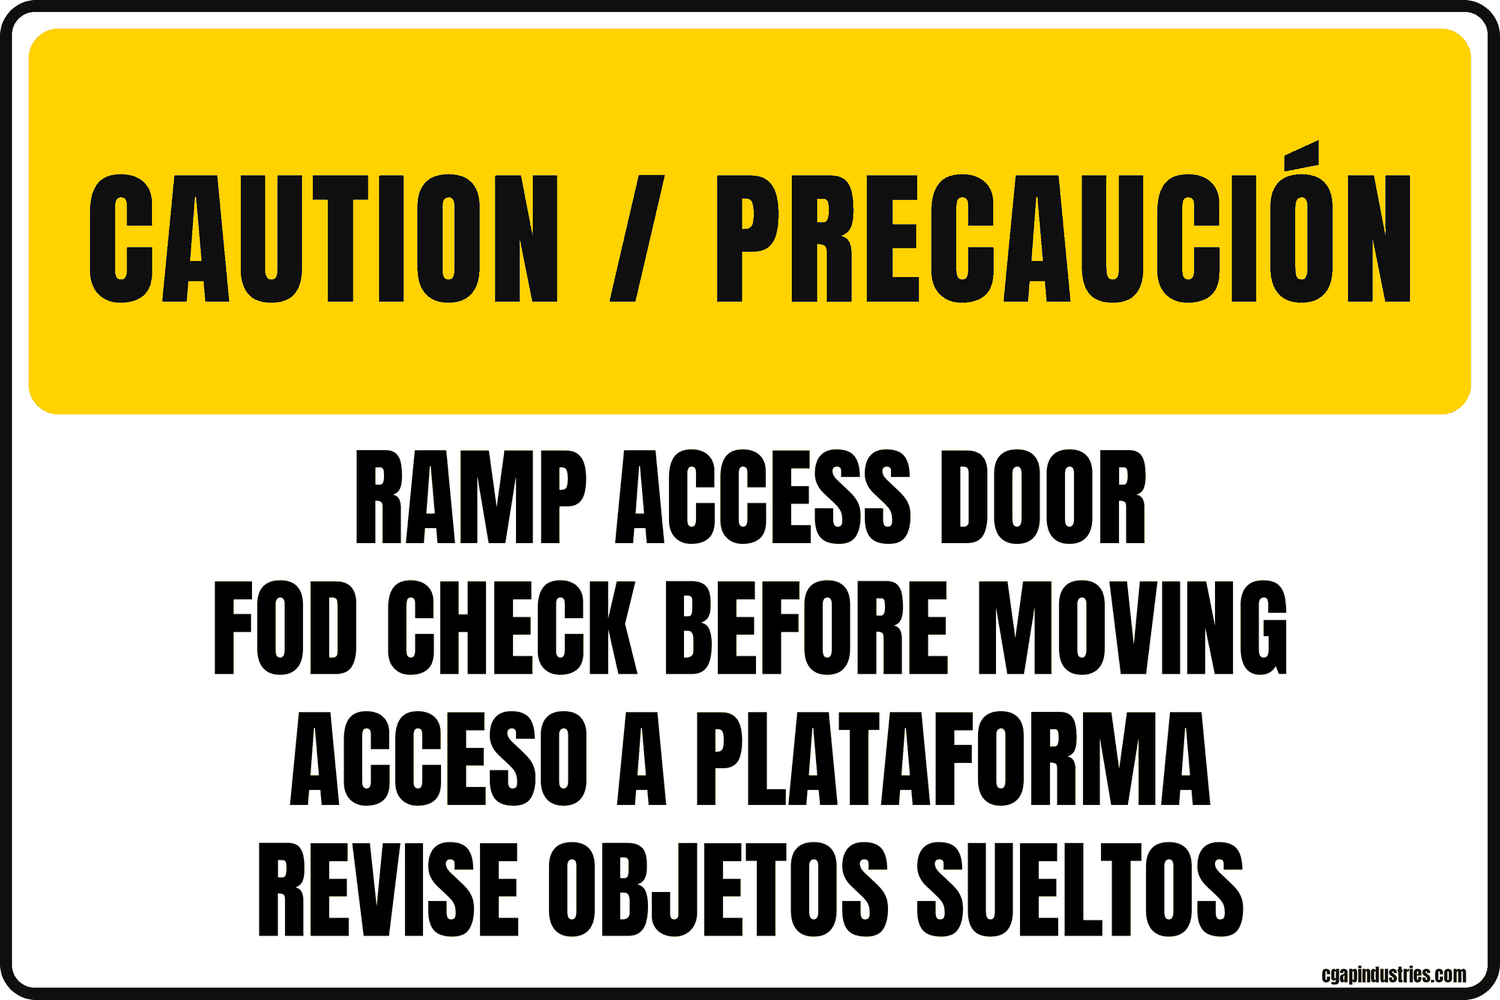 CAUTION / PRECAUCIÓN
RAMP ACCESS DOOR
FOD CHECK BEFORE MOVING
ACCESO A PLATAFORMA
REVISE OBJETOS SUELTOS
cgapindustries.com